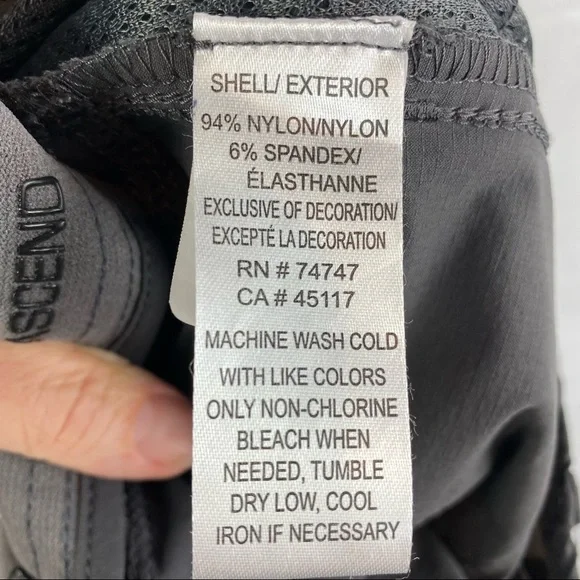 SHELL/ EXTERIOR
94% NYLON/NYLON
6% SPANDEX/
ÉLASTHANNE
EXCLUSIVE OF DECORATION/
EXCEPTÉ LA DECORATION
RN # 74747
CA # 45117
MACHINE WASH COLD
WITH LIKE COLORS
ONLY NON-CHLORINE
BLEACH WHEN
NEEDED, TUMBLE
DRY LOW, COOL
IRON IF NECESSARY
ASCEND